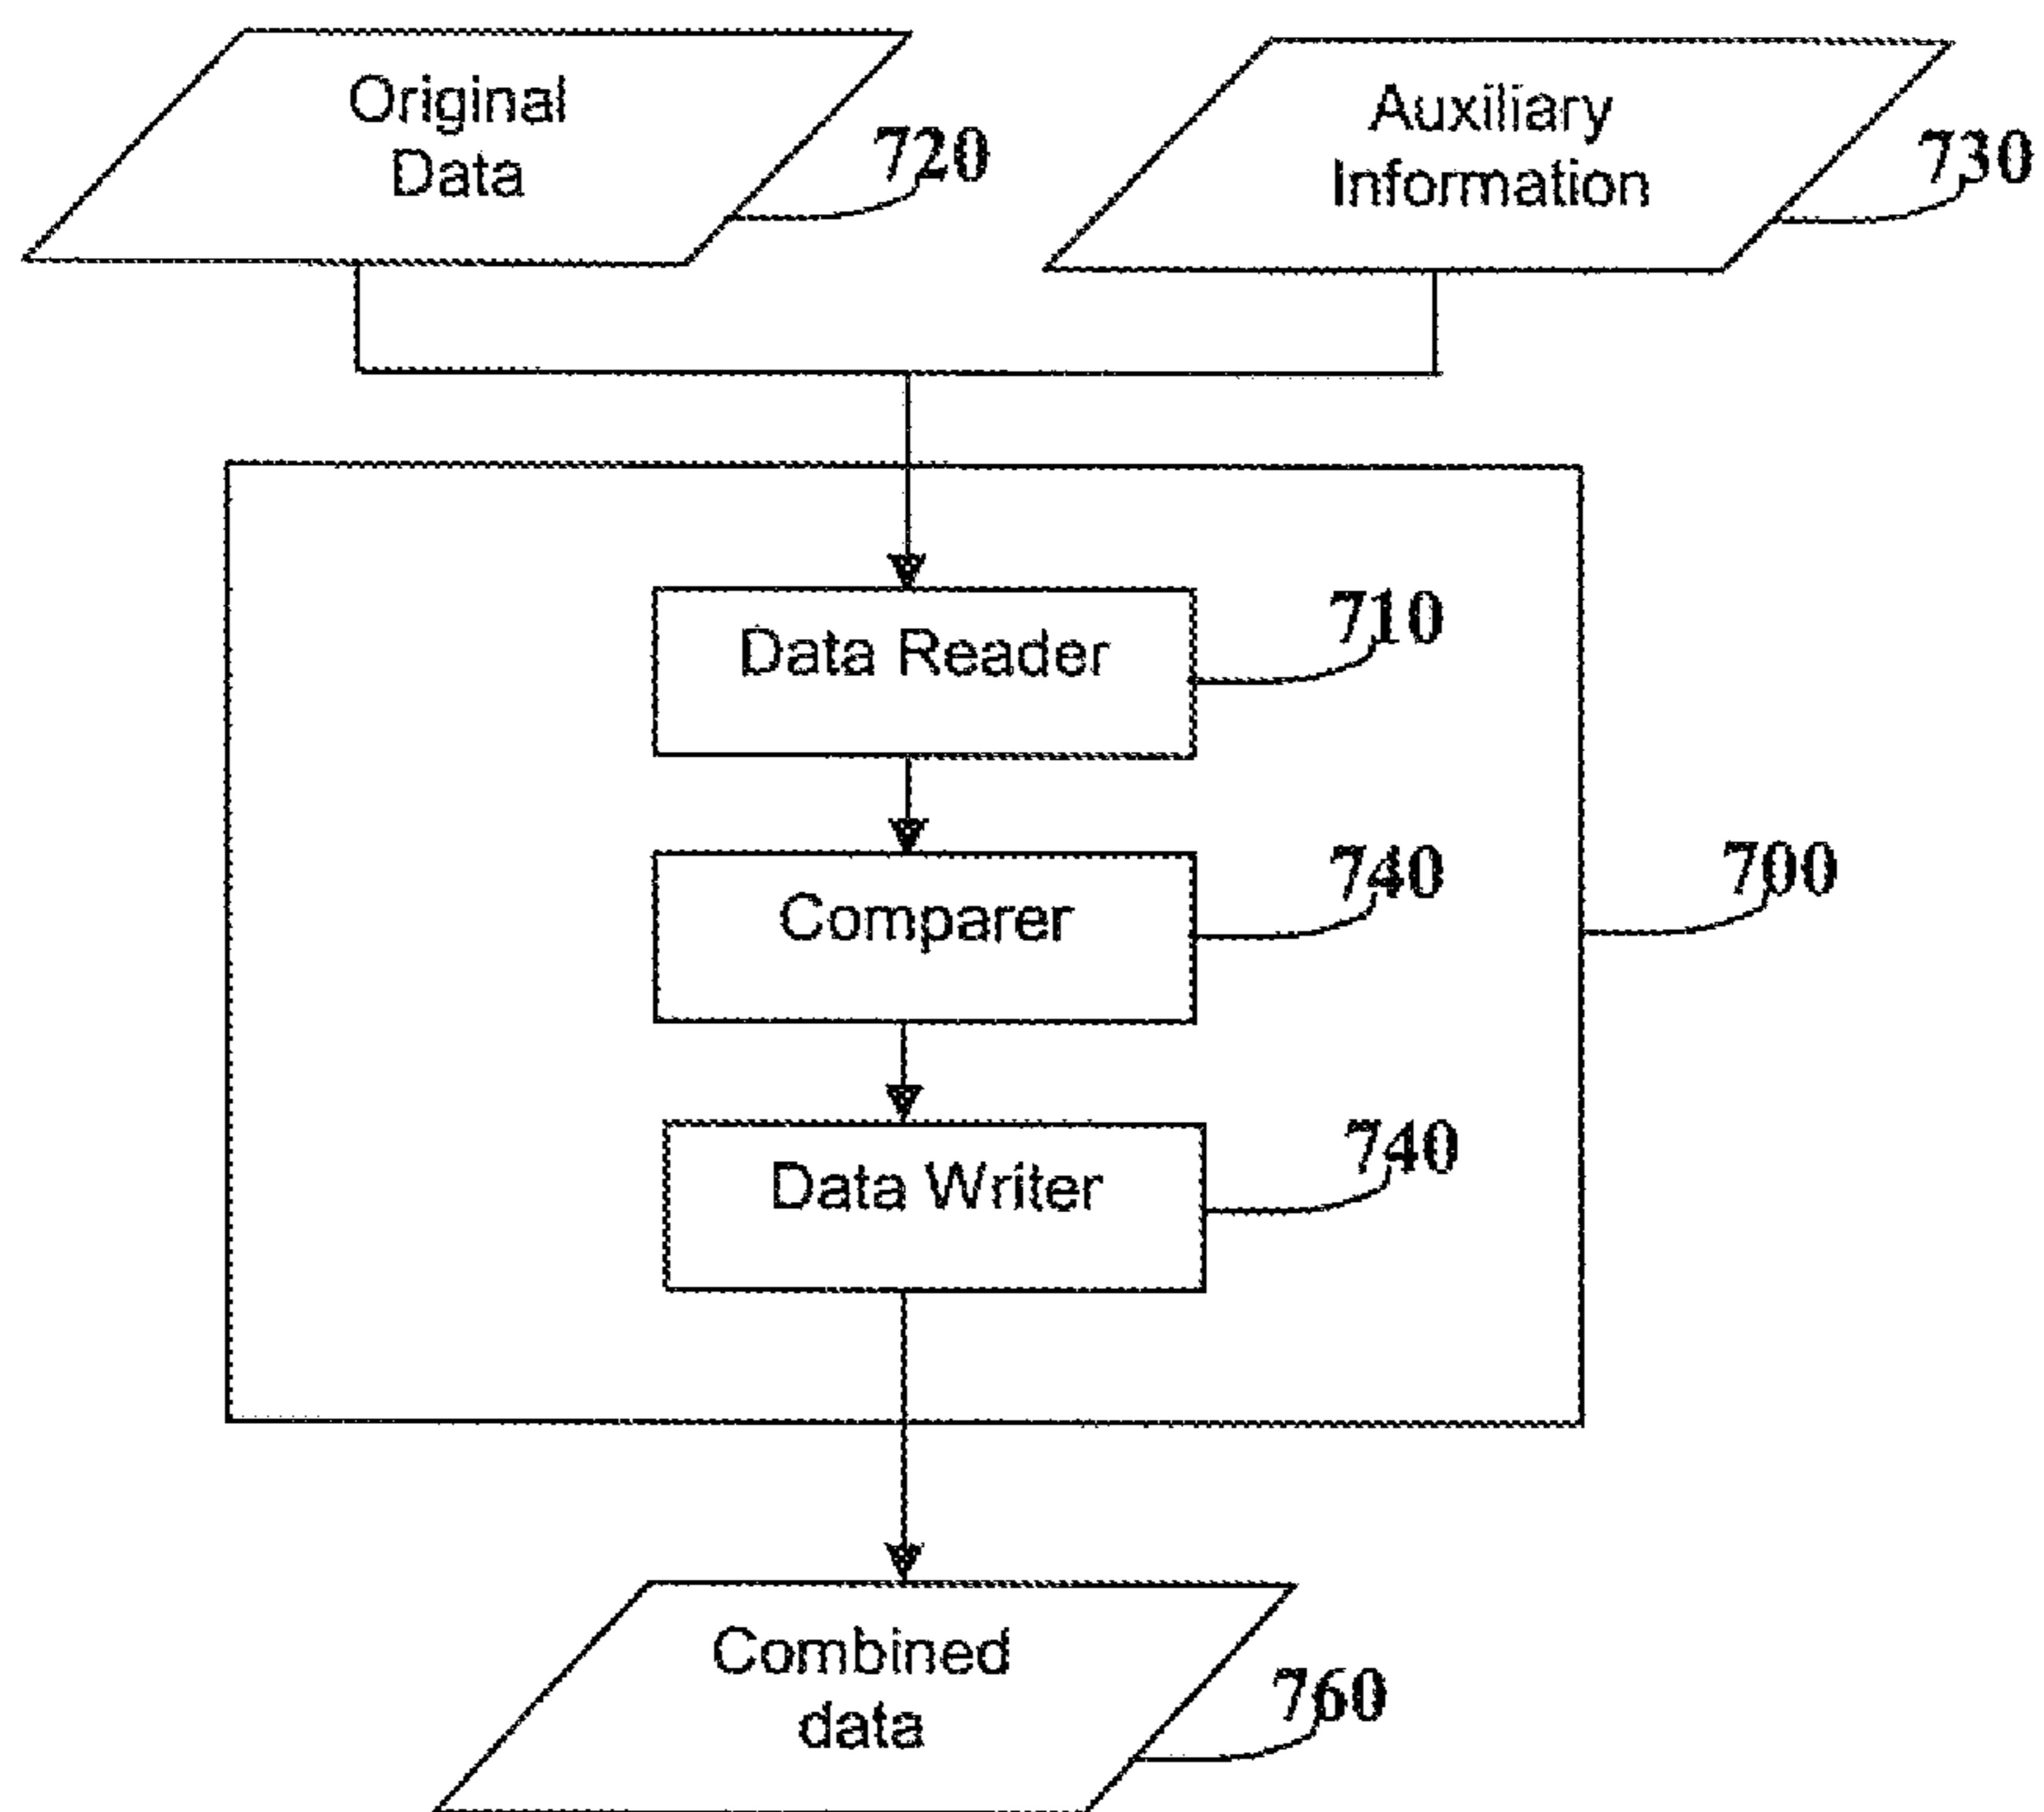 Original
Data
720
Auxiliary
Information
730
Data Reader
710
Comparer
740
700
Data Writer
740
Combined
data
760